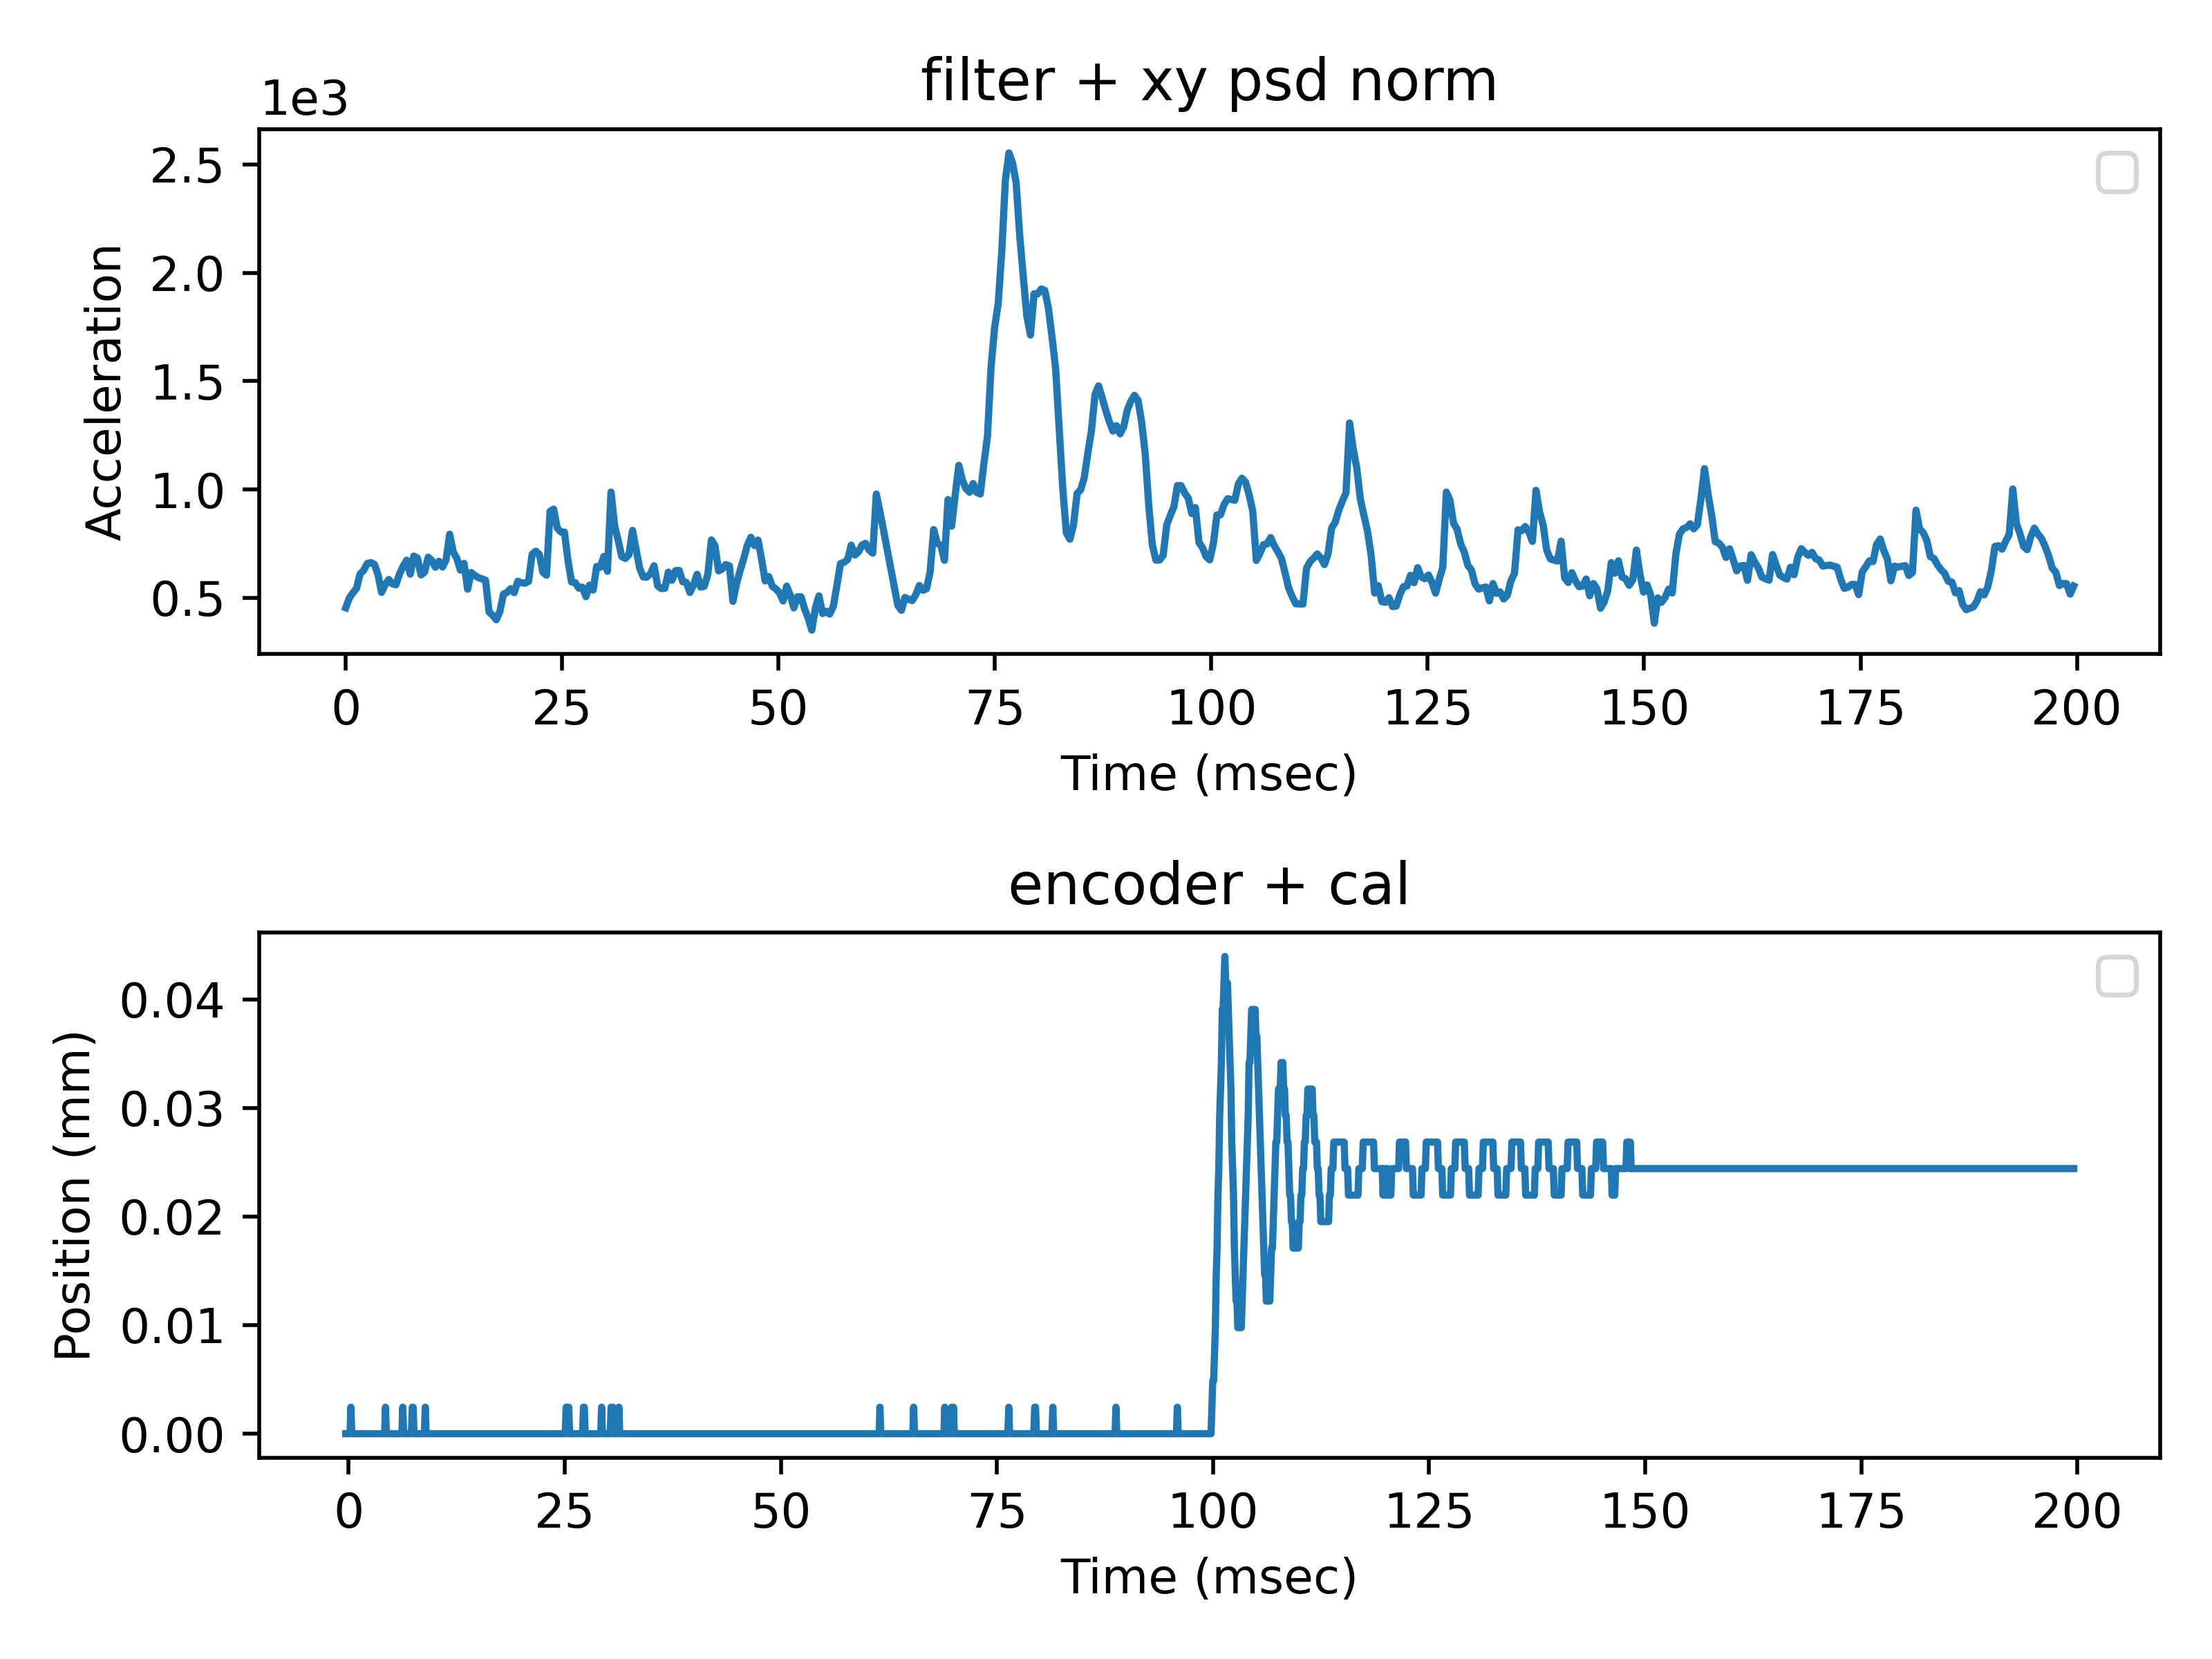 filter + xy psd norm
1e3
2.5
2.0
1.5
1.0
0.5
Acceleration
0 25 50 75 100 125 150 175 200
Time (msec)
encoder + cal
0.04
0.03
0.02
0.01
0.00
Position (mm)
0 25 50 75 100 125 150 175 200
Time (msec)